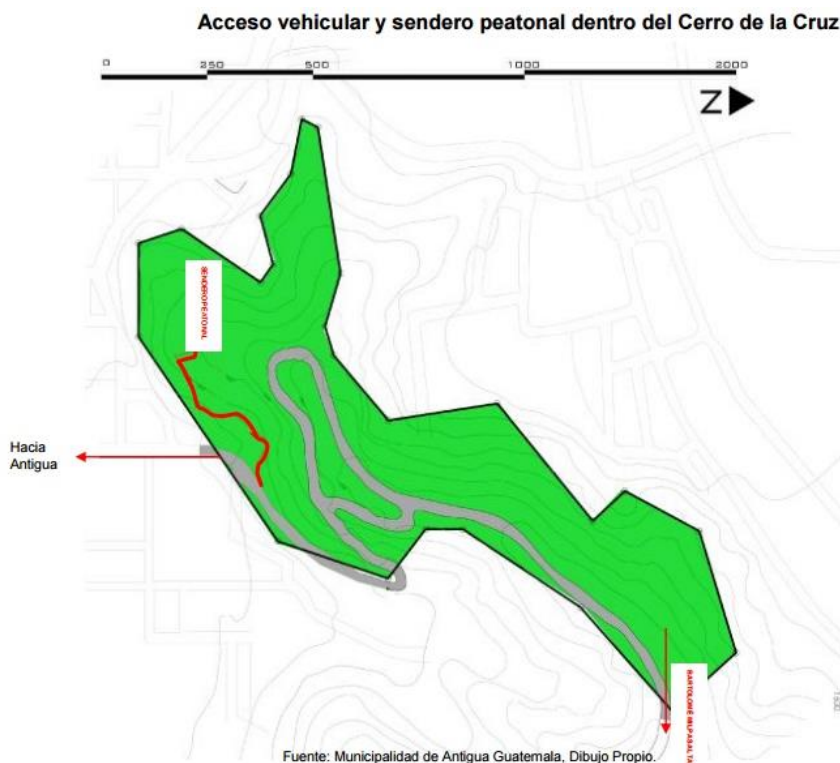 Acceso vehicular y sendero peatonal dentro del Cerro de la Cruz
0 250 500 1000 2000
Z
SENDERO PEATONAL
Hacia
Antigua
Fuente: Municipalidad de Antigua Guatemala, Dibujo Propio.